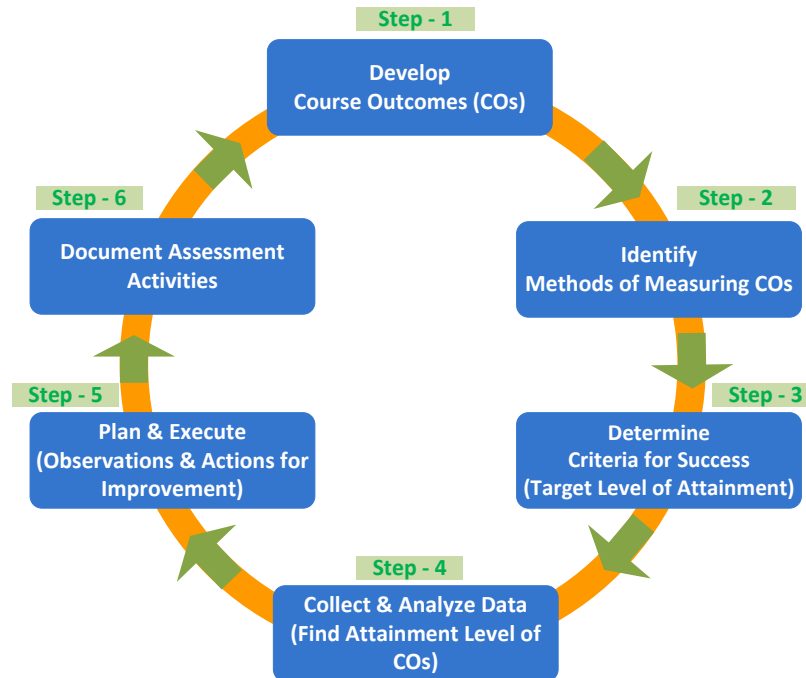 Step - 1
Develop
Course Outcomes (COs)
Step - 2
Identify
Methods of Measuring COs
Step - 3
Determine
Criteria for Success
(Target Level of Attainment)
Step - 4
Collect & Analyze Data
(Find Attainment Level of
COs)
Step - 5
Plan & Execute
(Observations & Actions for
Improvement)
Step - 6
Document Assessment
Activities